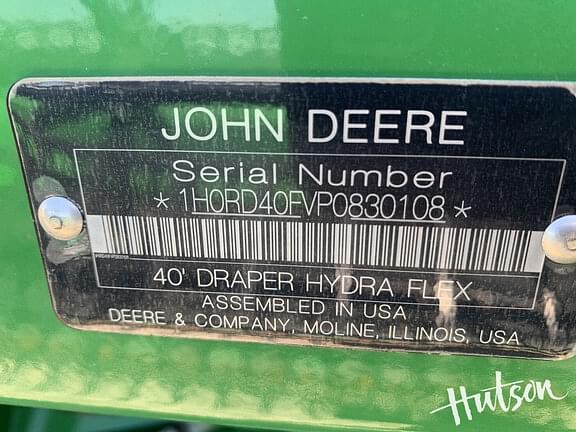 JOHN DEERE
Serial Number
*1H0RD40FVP0830108*
40' DRAPER HYDRA FLEX
ASSEMBLED IN USA
DEERE & COMPANY, MOLINE, ILLINOIS, USA
Hutson